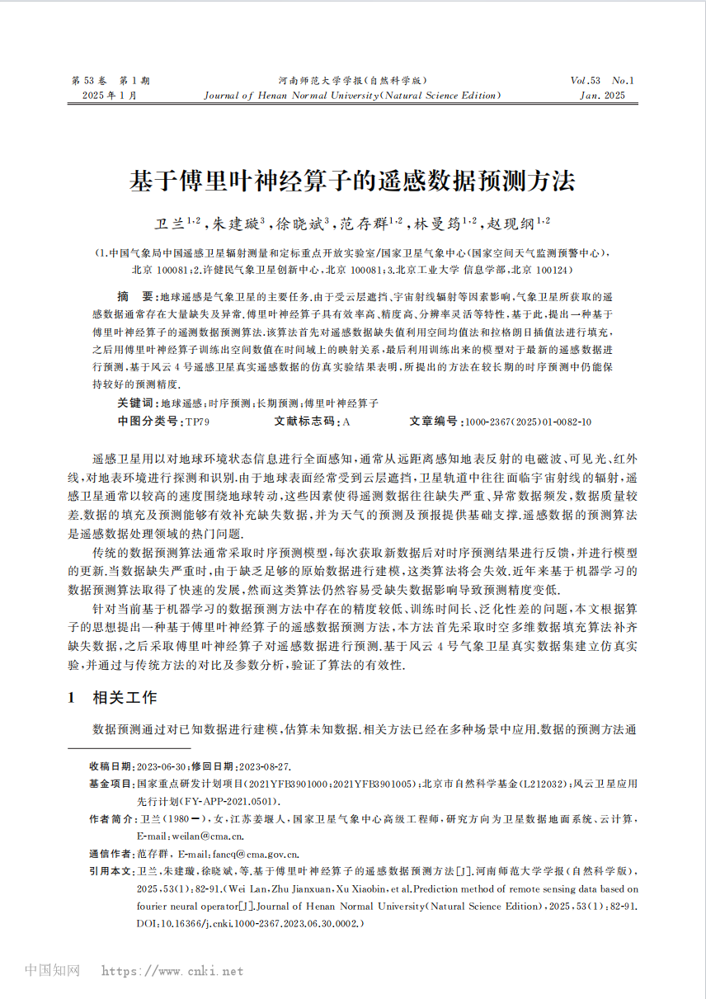 第 53 卷 第 1 期 河南师范大学学报(自然科学版) Vol.53 No.1
2025 年 1 月 Journal of Henan Normal University(Natural Science Edition) Jan. 2025
基于傅里叶神经算子的遥感数据预测方法
卫兰1,2,朱建璇3,徐晓斌3,范存群1,2,林曼筠1,2,赵现纲1,2
(1.中国气象局中国遥感卫星辐射测量和定标重点开放实验室/国家卫星气象中心(国家空间天气监测预警中心),
北京 100081;2.许健民气象卫星创新中心,北京 100081;3.北京工业大学 信息学部,北京 100124)
摘 要:地球遥感是气象卫星的主要任务.由于受云层遮挡、宇宙射线辐射等因素影响,气象卫星所获取的遥
感数据通常存在大量缺失及异常.傅里叶神经算子具有效率高、精度高、分辨率灵活等特性,基于此,提出一种基于
傅里叶神经算子的遥测数据预测算法.该算法首先对遥感数据缺失值利用空间均值法和拉格朗日插值法进行填充,
之后用傅里叶神经算子训练出空间数值在时间域上的映射关系,最后利用训练出来的模型对于最新的遥感数据进
行预测,基于风云 4 号遥感卫星真实遥感数据的仿真实验结果表明,所提出的方法在较长期的时序预测中仍能保
持较好的预测精度.
关键词:地球遥感;时序预测;长期预测;傅里叶神经算子
中图分类号:TP79 文献标志码:A 文章编号:1000-2367(2025)01-0082-10
遥感卫星用以对地球环境状态信息进行全面感知,通常从远距离感知地表反射的电磁波、可见光、红外
线,对地表环境进行探测和识别.由于地球表面经常受到云层遮挡,卫星轨道中往往面临宇宙射线的辐射,遥
感卫星通常以较高的速度围绕地球转动,这些因素使得遥测数据往往缺失严重、异常数据频发,数据质量较
差.数据的填充及预测能够有效补充缺失数据,并为天气的预测及预报提供基础支撑.遥感数据的预测算法
是遥感数据处理领域的热门问题.
传统的数据预测算法通常采取时序预测模型,每次获取新数据后对时序预测结果进行反馈,并进行模型
的更新.当数据缺失严重时,由于缺乏足够的原始数据进行建模,这类算法将会失效.近年来基于机器学习的
数据预测算法取得了快速的发展,然而这类算法仍然容易受缺失数据影响导致预测精度变低.
针对当前基于机器学习的数据预测方法中存在的精度较低、训练时间长、泛化性差的问题,本文根据算
子的思想提出一种基于傅里叶神经算子的遥感数据预测方法,本方法首先采取时空多维数据填充算法补齐
缺失数据,之后采取傅里叶神经算子对遥感数据进行预测.基于风云 4 号气象卫星真实数据集建立仿真实
验,并通过与传统方法的对比及参数分析,验证了算法的有效性.
1 相关工作
数据预测通过对已知数据进行建模,估算未知数据.相关方法已经在多种场景中应用.数据的预测方法通
收稿日期:2023-06-30;修回日期:2023-08-27.
基金项目:国家重点研发计划项目(2021YFB3901000;2021YFB3901005);北京市自然科学基金(L212032);风云卫星应用
先行计划(FY-APP-2021.0501).
作者简介:卫兰(1980－),女,江苏姜堰人,国家卫星气象中心高级工程师,研究方向为卫星数据地面系统、云计算,
E-mail:weilan@cma.cn.
通信作者:范存群, E-mail:fancq@cma.gov.cn.
引用本文:卫兰,朱建璇,徐晓斌,等.基于傅里叶神经算子的遥感数据预测方法[J].河南师范大学学报(自然科学版),
2025,53(1):82-91.(Wei Lan,Zhu Jianxuan,Xu Xiaobin,et al.Prediction method of remote sensing data based on
fourier neural operator[J].Journal of Henan Normal University(Natural Science Edition),2025,53(1):82-91.
DOI:10.16366/j.cnki.1000-2367.2023.06.30.0002.)
中国知网 https://www.cnki.net